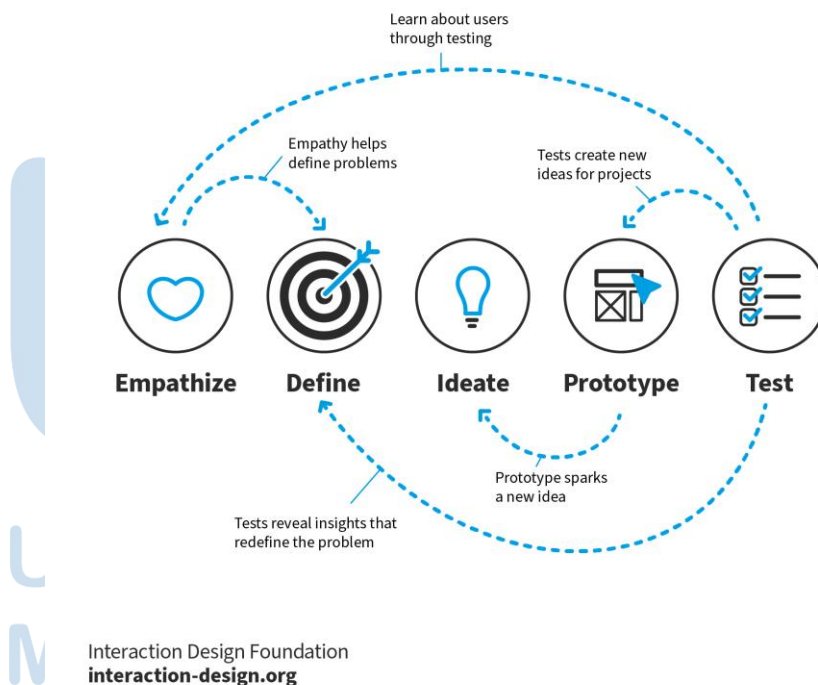 Learn about users
through testing
Empathy helps
define problems
Tests create new
ideas for projects
Empathize
Define
Ideate
Prototype
Test
Prototype sparks
a new idea
Tests reveal insights that
redefine the problem
U
M
Interaction Design Foundation
interaction-design.org